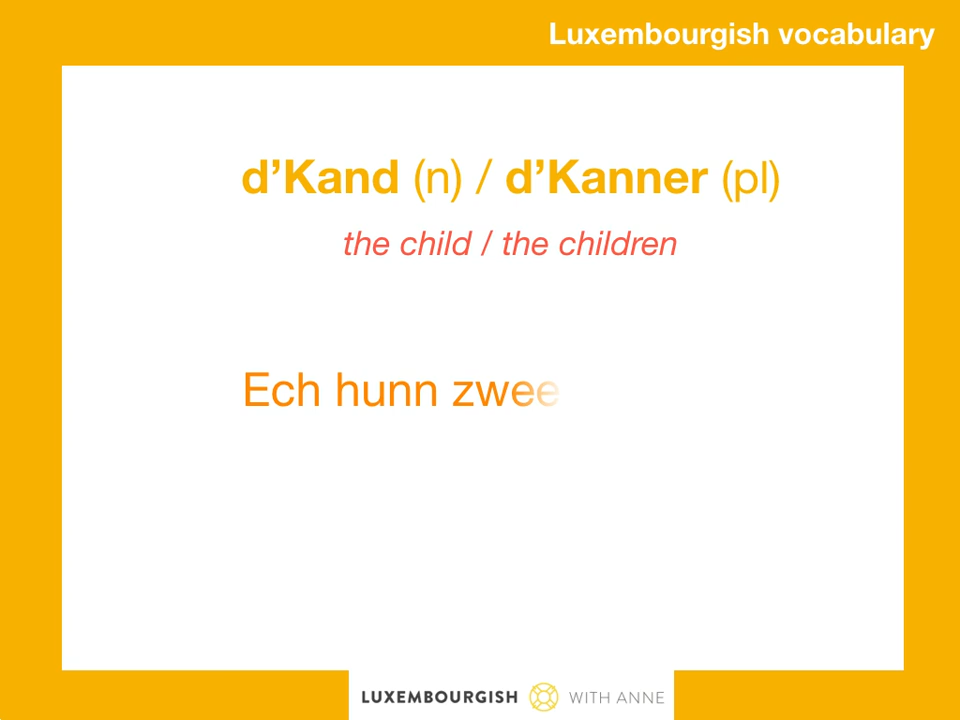 Luxembourgish vocabulary
d’Kand (n) / d’Kanner (pl)
the child / the children
Ech hunn zwee
LUXEMBOURGISH WITH ANNE